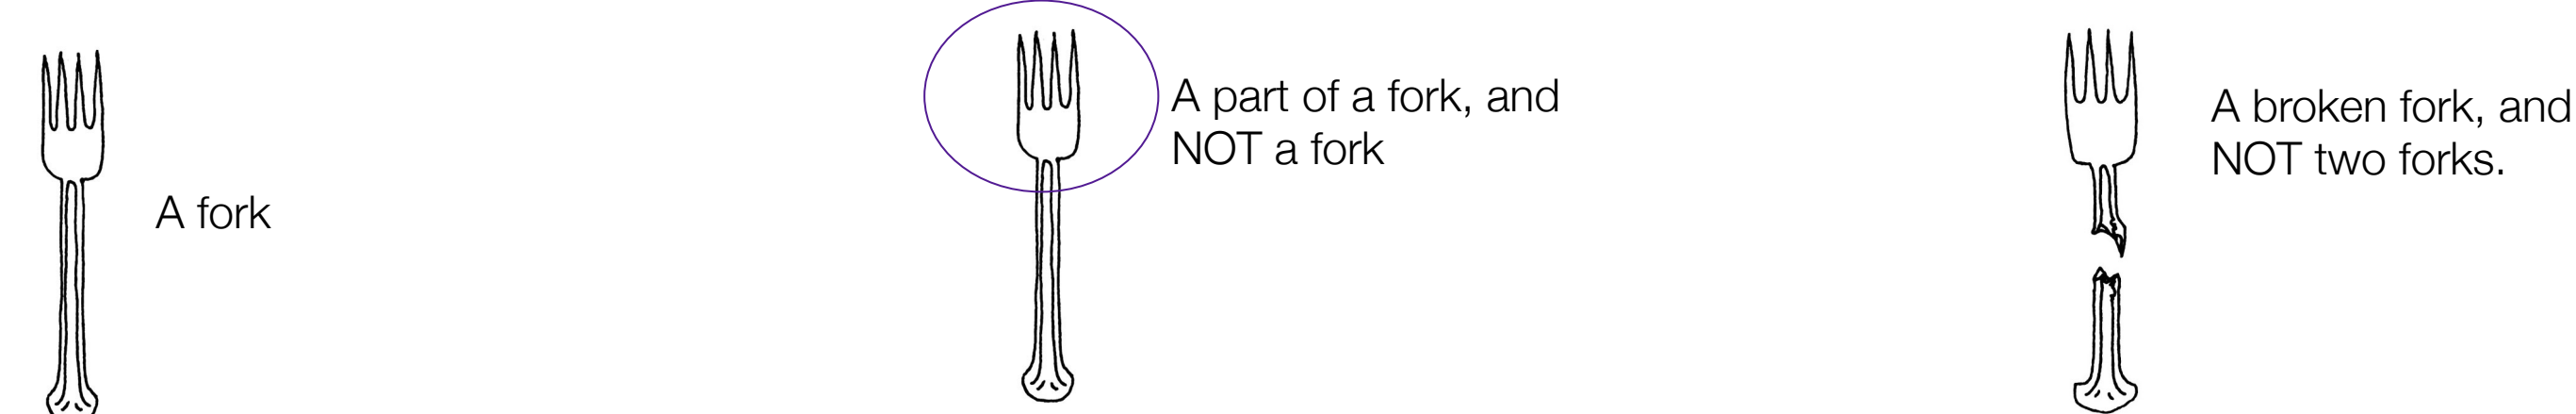 A fork
A part of a fork, and
NOT a fork
A broken fork, and
NOT two forks.